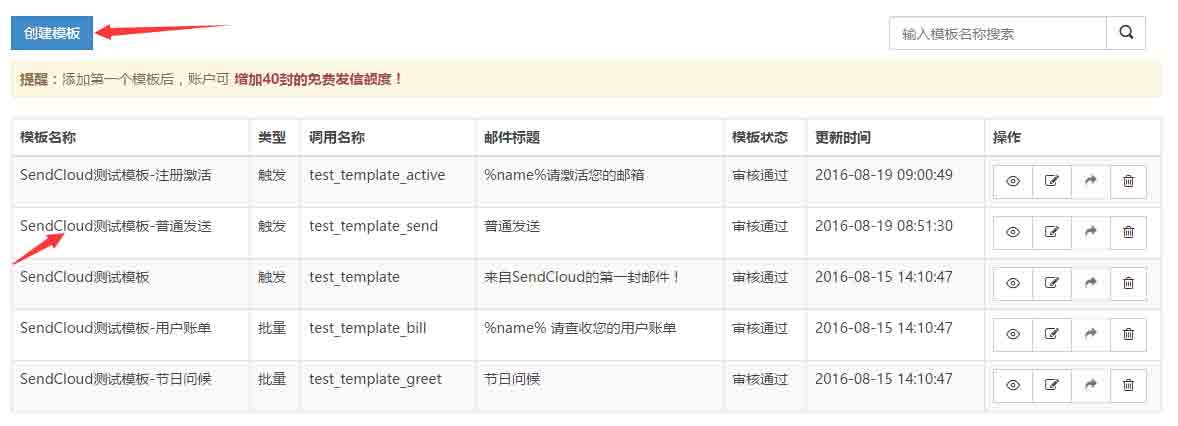 创建模板
输入模板名称搜索
提醒：添加第一个模板后，账户可 增加40封的免费发信额度！
模板名称 类型 调用名称 邮件标题 模板状态 更新时间 操作
SendCloud测试模板-注册激活 触发 test_template_active %name%请激活您的邮箱 审核通过 2016-08-19 09:00:49
SendCloud测试模板-普通发送 触发 test_template_send 普通发送 审核通过 2016-08-19 08:51:30
SendCloud测试模板 触发 test_template 来自SendCloud的第一封邮件！ 审核通过 2016-08-15 14:10:47
SendCloud测试模板-用户账单 批量 test_template_bill %name% 请查收您的用户账单 审核通过 2016-08-15 14:10:47
SendCloud测试模板-节日问候 批量 test_template_greet 节日问候 审核通过 2016-08-15 14:10:47